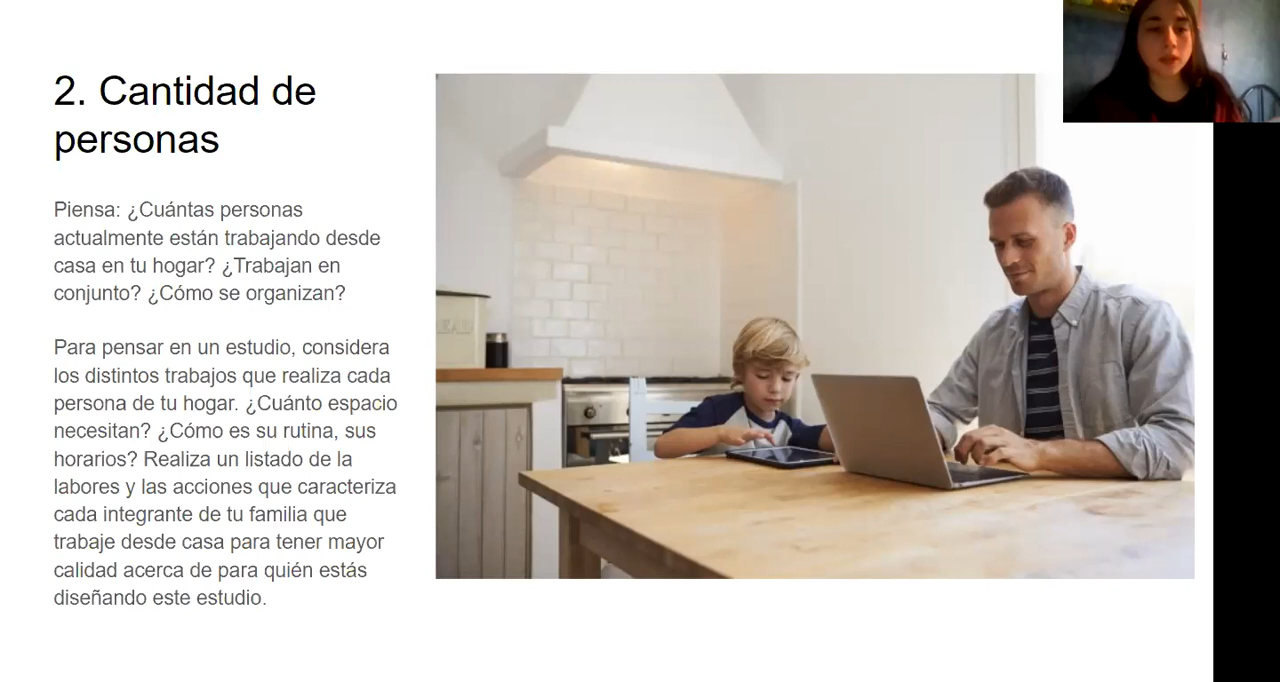 2. Cantidad de
personas
Piensa: ¿Cuántas personas
actualmente están trabajando desde
casa en tu hogar? ¿Trabajan en
conjunto? ¿Cómo se organizan?
Para pensar en un estudio, considera
los distintos trabajos que realiza cada
persona de tu hogar. ¿Cuánto espacio
necesitan? ¿Cómo es su rutina, sus
horarios? Realiza un listado de la
labores y las acciones que caracteriza
cada integrante de tu familia que
trabaje desde casa para tener mayor
calidad acerca de para quién estás
diseñando este estudio.